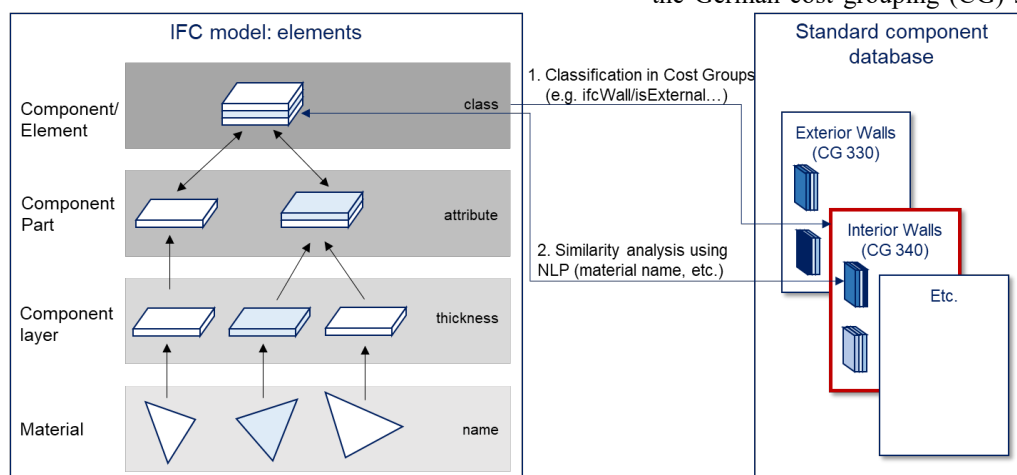 the German cost grouping (CG) s
IFC model: elements
Component/
Element
class
Component
Part
attribute
Component
layer
thickness
Material
name
1. Classification in Cost Groups
(e.g. ifcWall/isExternal…)
2. Similarity analysis using
NLP (material name, etc.)
Standard component
database
Exterior Walls
(CG 330)
Interior Walls
(CG 340)
Etc.